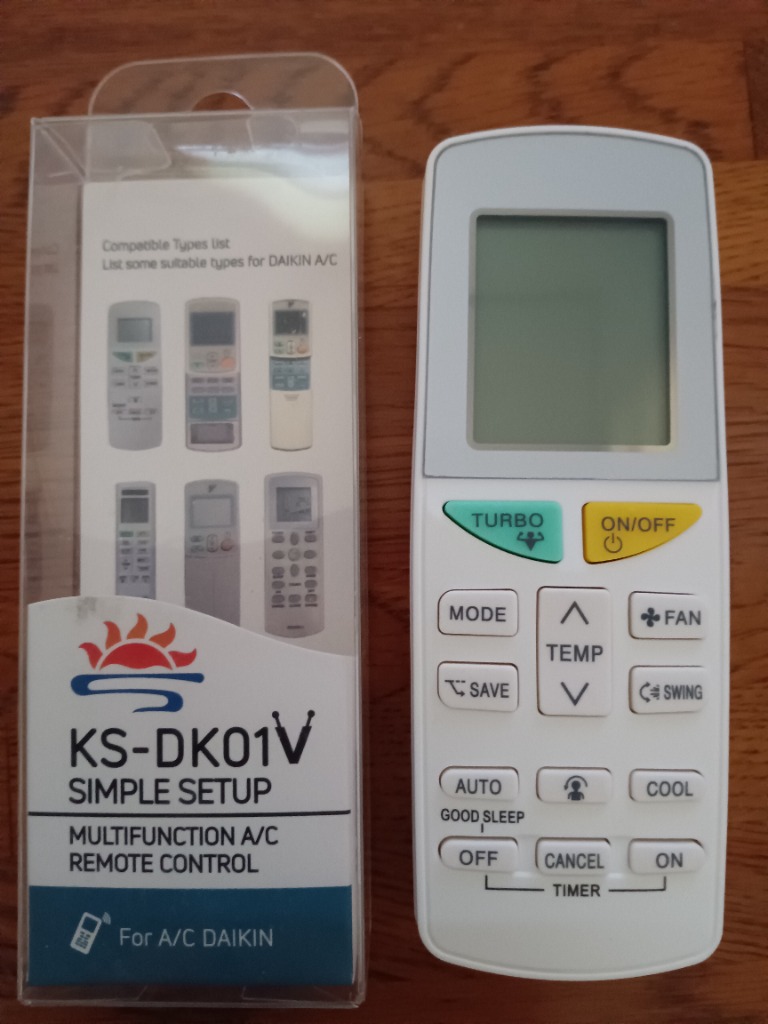 Compatible Types list
List some suitable types for DAIKIN A/C
KS-DK01V
SIMPLE SETUP
MULTIFUNCTION A/C
REMOTE CONTROL
For A/C DAIKIN
TURBO
ON/OFF
MODE
TEMP
FAN
SAVE
SWING
AUTO
COOL
GOOD SLEEP
OFF
CANCEL
ON
TIMER